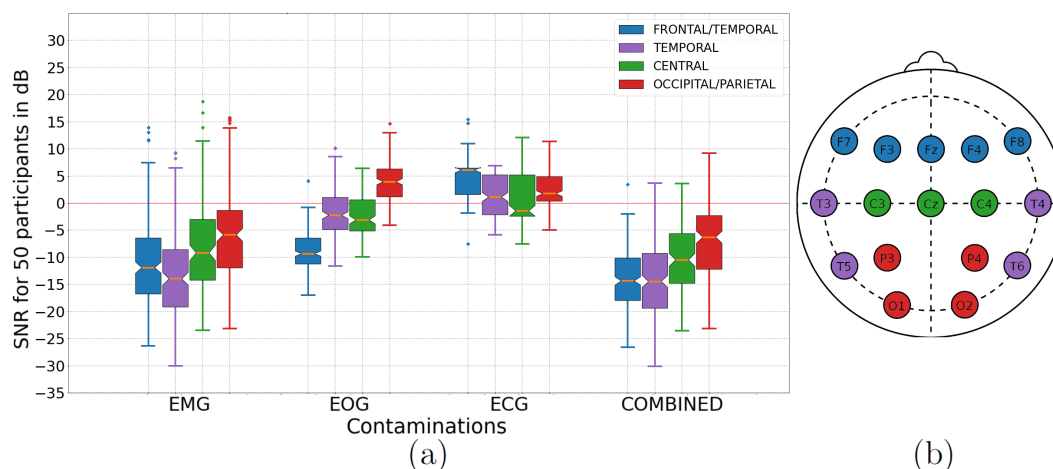 SNR for 50 participants in dB
30
25
20
15
10
5
0
−5
−10
−15
−20
−25
−30
−35
FRONTAL/TEMPORAL
TEMPORAL
CENTRAL
OCCIPITAL/PARIETAL
EMG EOG ECG COMBINED
Contaminations
(a)
F7 F3 Fz F4 F8
T3 C3 Cz C4 T4
T5 P3 P4 T6
O1 O2
(b)